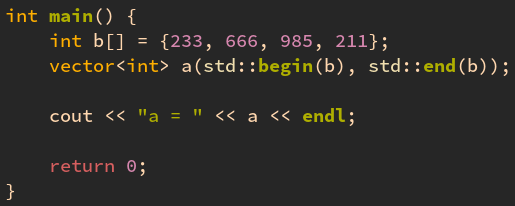 int main() {
    int b[] = {233, 666, 985, 211};
    vector<int> a(std::begin(b), std::end(b));
    cout << "a = " << a << endl;
    return 0;
}